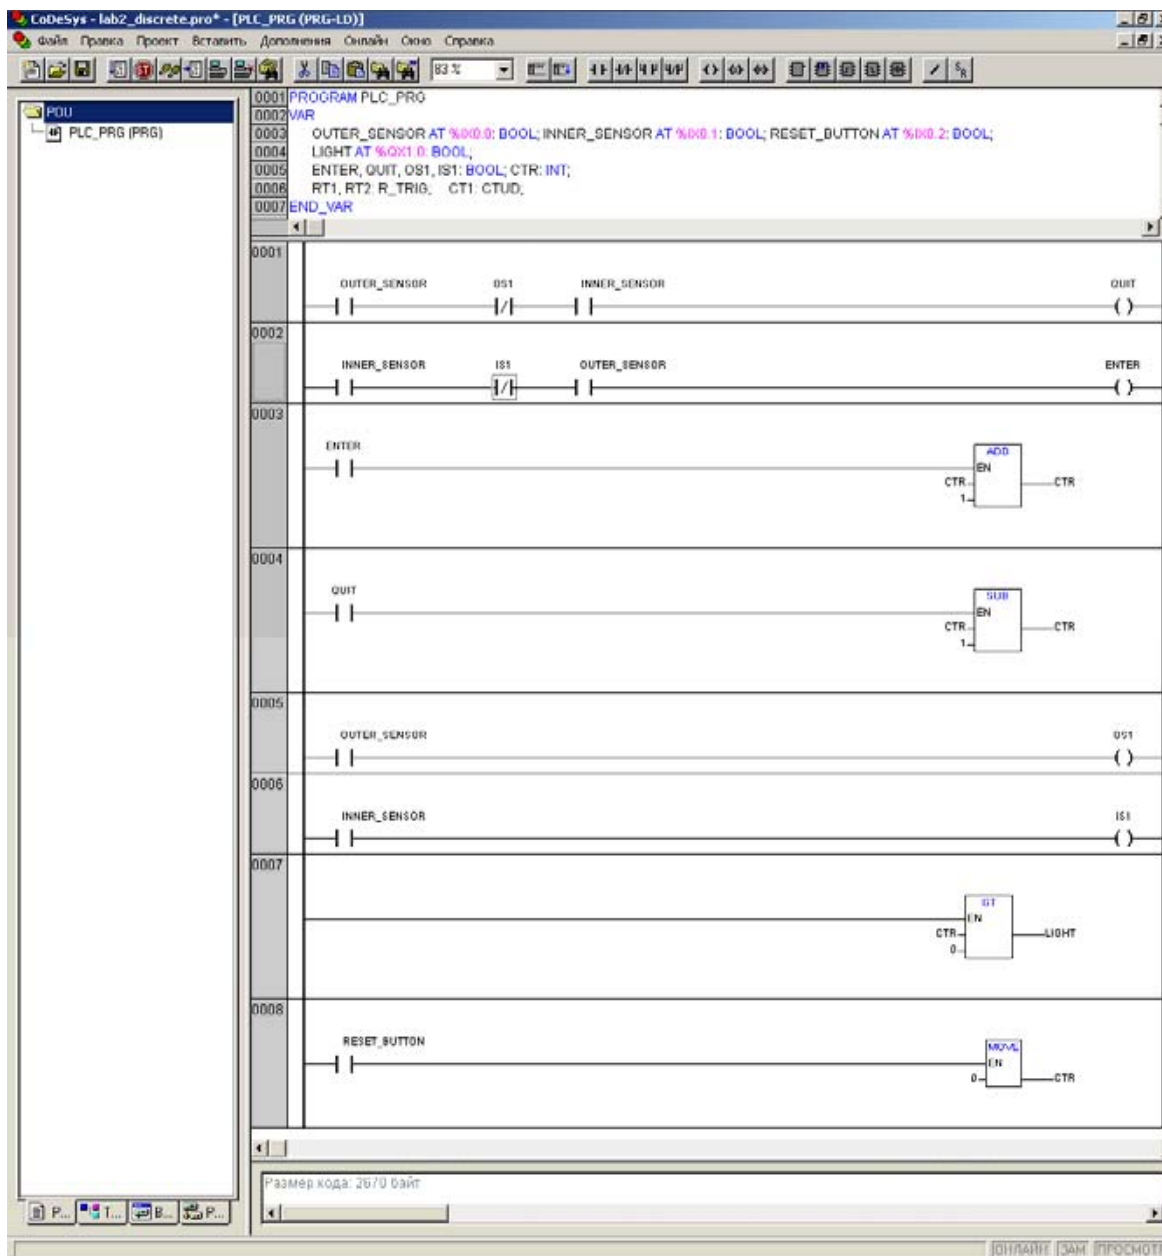 CoDeSys - lab2_discrete.pro* - [PLC_PRG (PRG-LD)]
Файл Правка Проект Вставить Дополнения Онлайн Окно Справка
83 %
POU
PLC_PRG (PRG)
0001 PROGRAM PLC_PRG
0002 VAR
0003 OUTER_SENSOR AT %IX0.0: BOOL; INNER_SENSOR AT %IX0.1: BOOL; RESET_BUTTON AT %IX0.2: BOOL;
0004 LIGHT AT %QX1.0: BOOL;
0005 ENTER, QUIT, OS1, IS1: BOOL; CTR: INT;
0006 RT1, RT2: R_TRIG; CT1: CTUD;
0007 END_VAR
0001
OUTER_SENSOR OS1 INNER_SENSOR QUIT
0002
INNER_SENSOR IS1 OUTER_SENSOR ENTER
0003
ENTER
ADD
EN
CTR CTR
1
0004
QUIT
SUB
EN
CTR CTR
1
0005
OUTER_SENSOR OS1
0006
INNER_SENSOR IS1
0007
GT
EN
CTR LIGHT
0
0008
RESET_BUTTON
MOVE
EN
0 CTR
Размер кода: 2670 байт
P... T... B... P...
ОНЛАЙН ЗАМ ПРОСМОТ